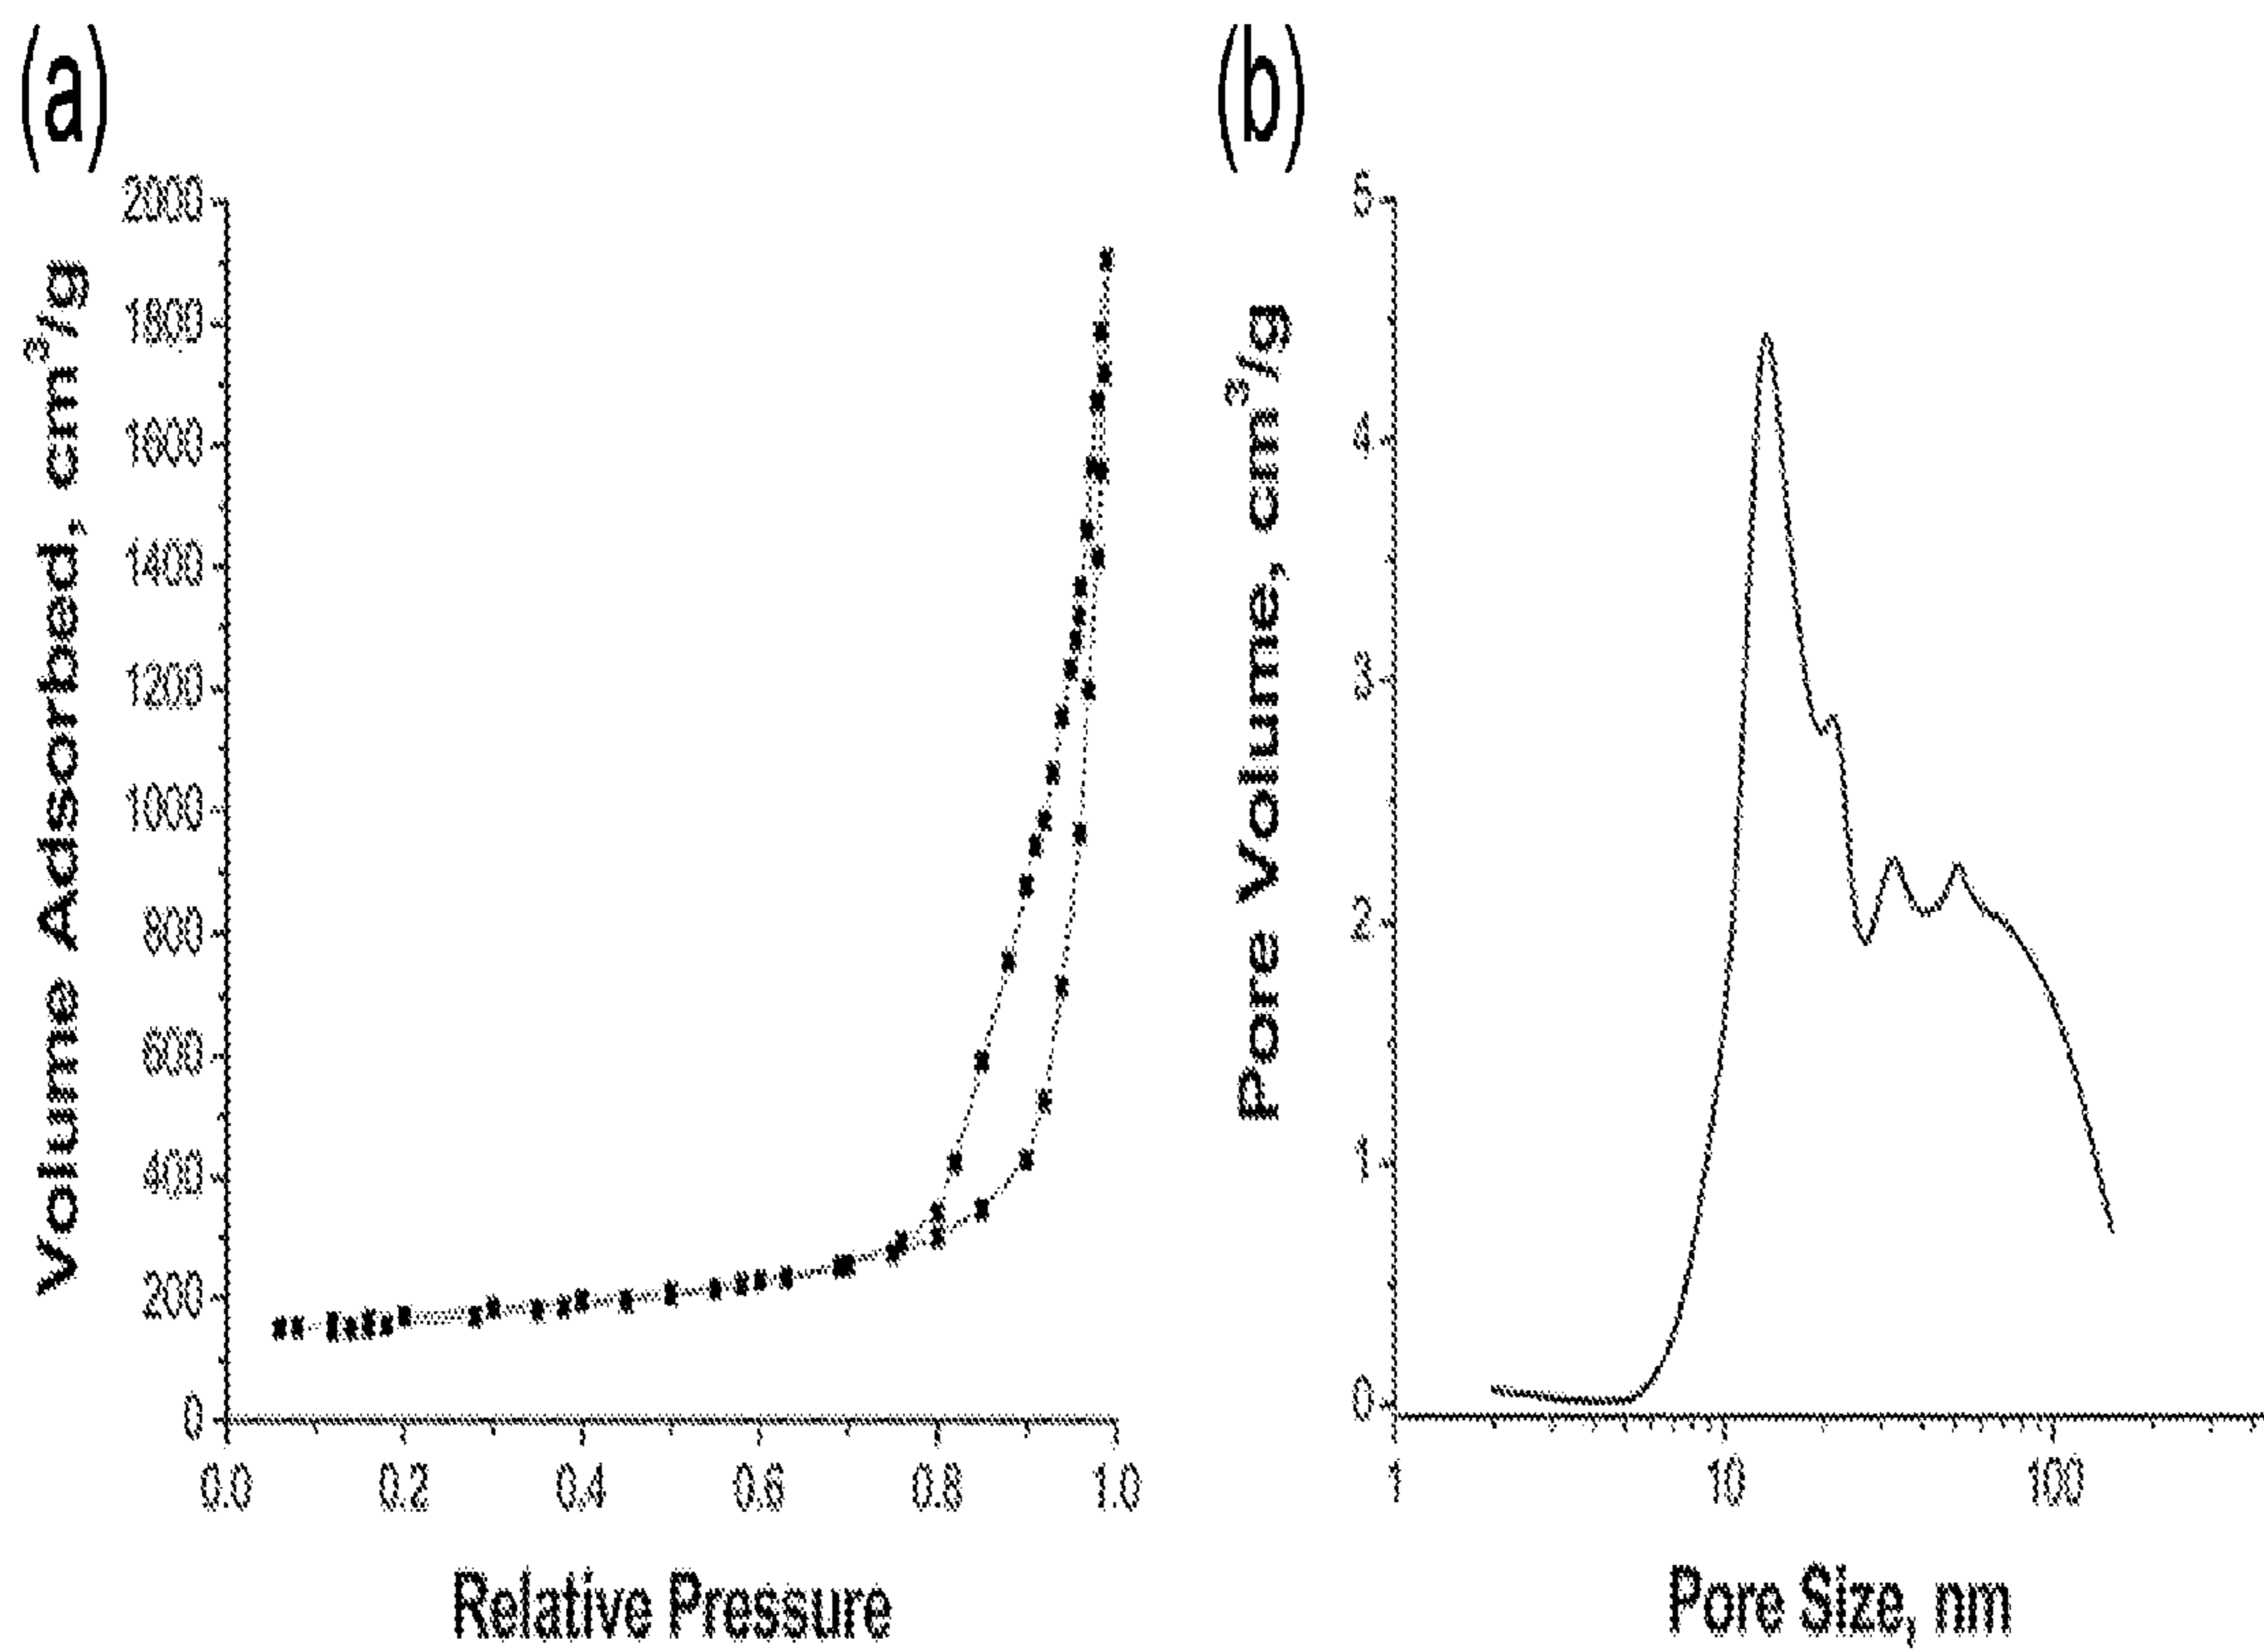 (a)
2000
1800
1600
1400
1200
1000
800
600
400
200
0
Volume Adsorbed, cm³/g
0.0 0.2 0.4 0.6 0.8 1.0
Relative Pressure
(b)
5
4
3
2
1
0
Pore Volume, cm³/g
1 10 100
Pore Size, nm